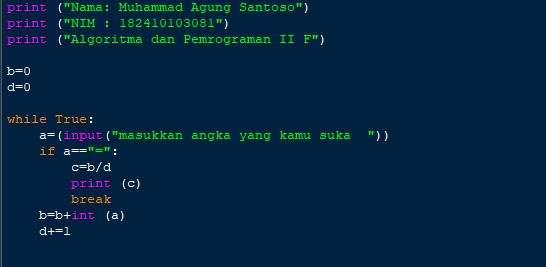 print ("Nama: Muhammad Agung Santoso")
print ("NIM : 182410103081")
print ("Algoritma dan Pemrograman II F")

b=0
d=0

while True:
    a=(input("masukkan angka yang kamu suka  "))
    if a=="=":
        c=b/d
        print (c)
        break
    b=b+int (a)
    d+=1